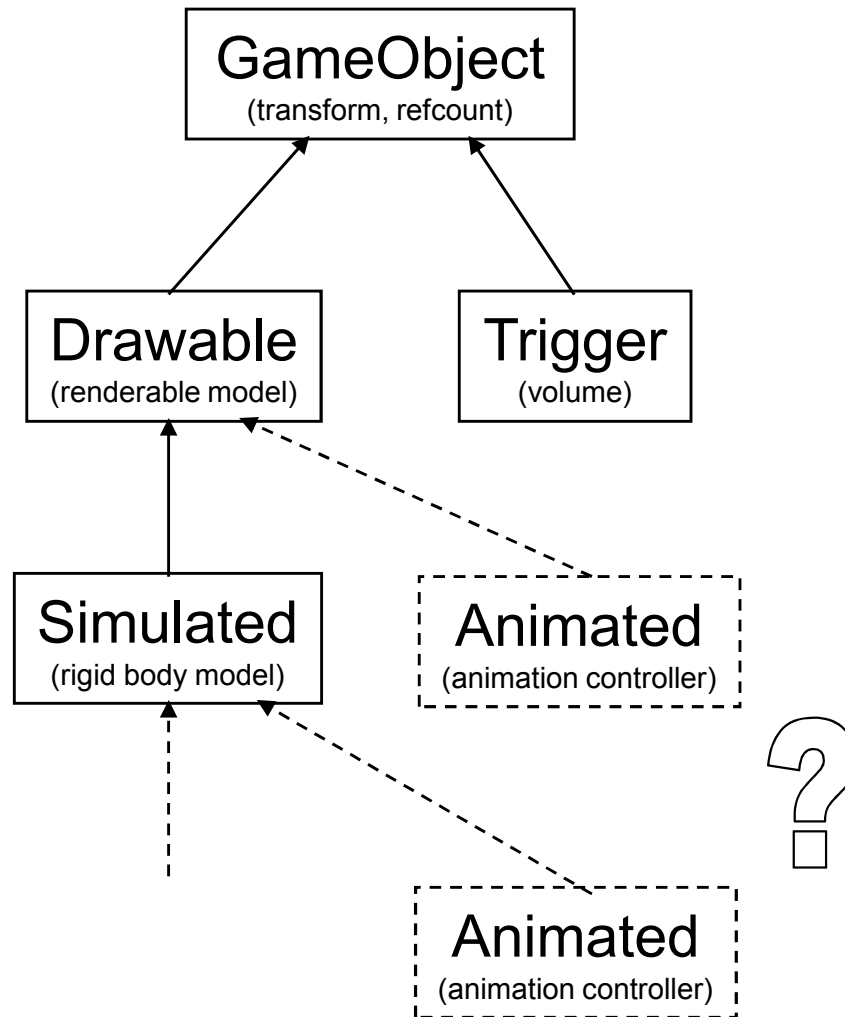 GameObject
(transform, refcount)
Drawable
(renderable model)
Trigger
(volume)
Simulated
(rigid body model)
Animated
(animation controller)
?
Animated
(animation controller)